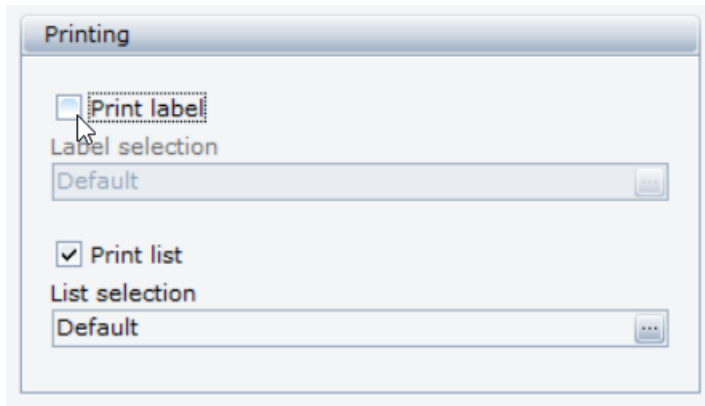 Printing
Print label
Label selection
Default
...
Print list
List selection
Default
...